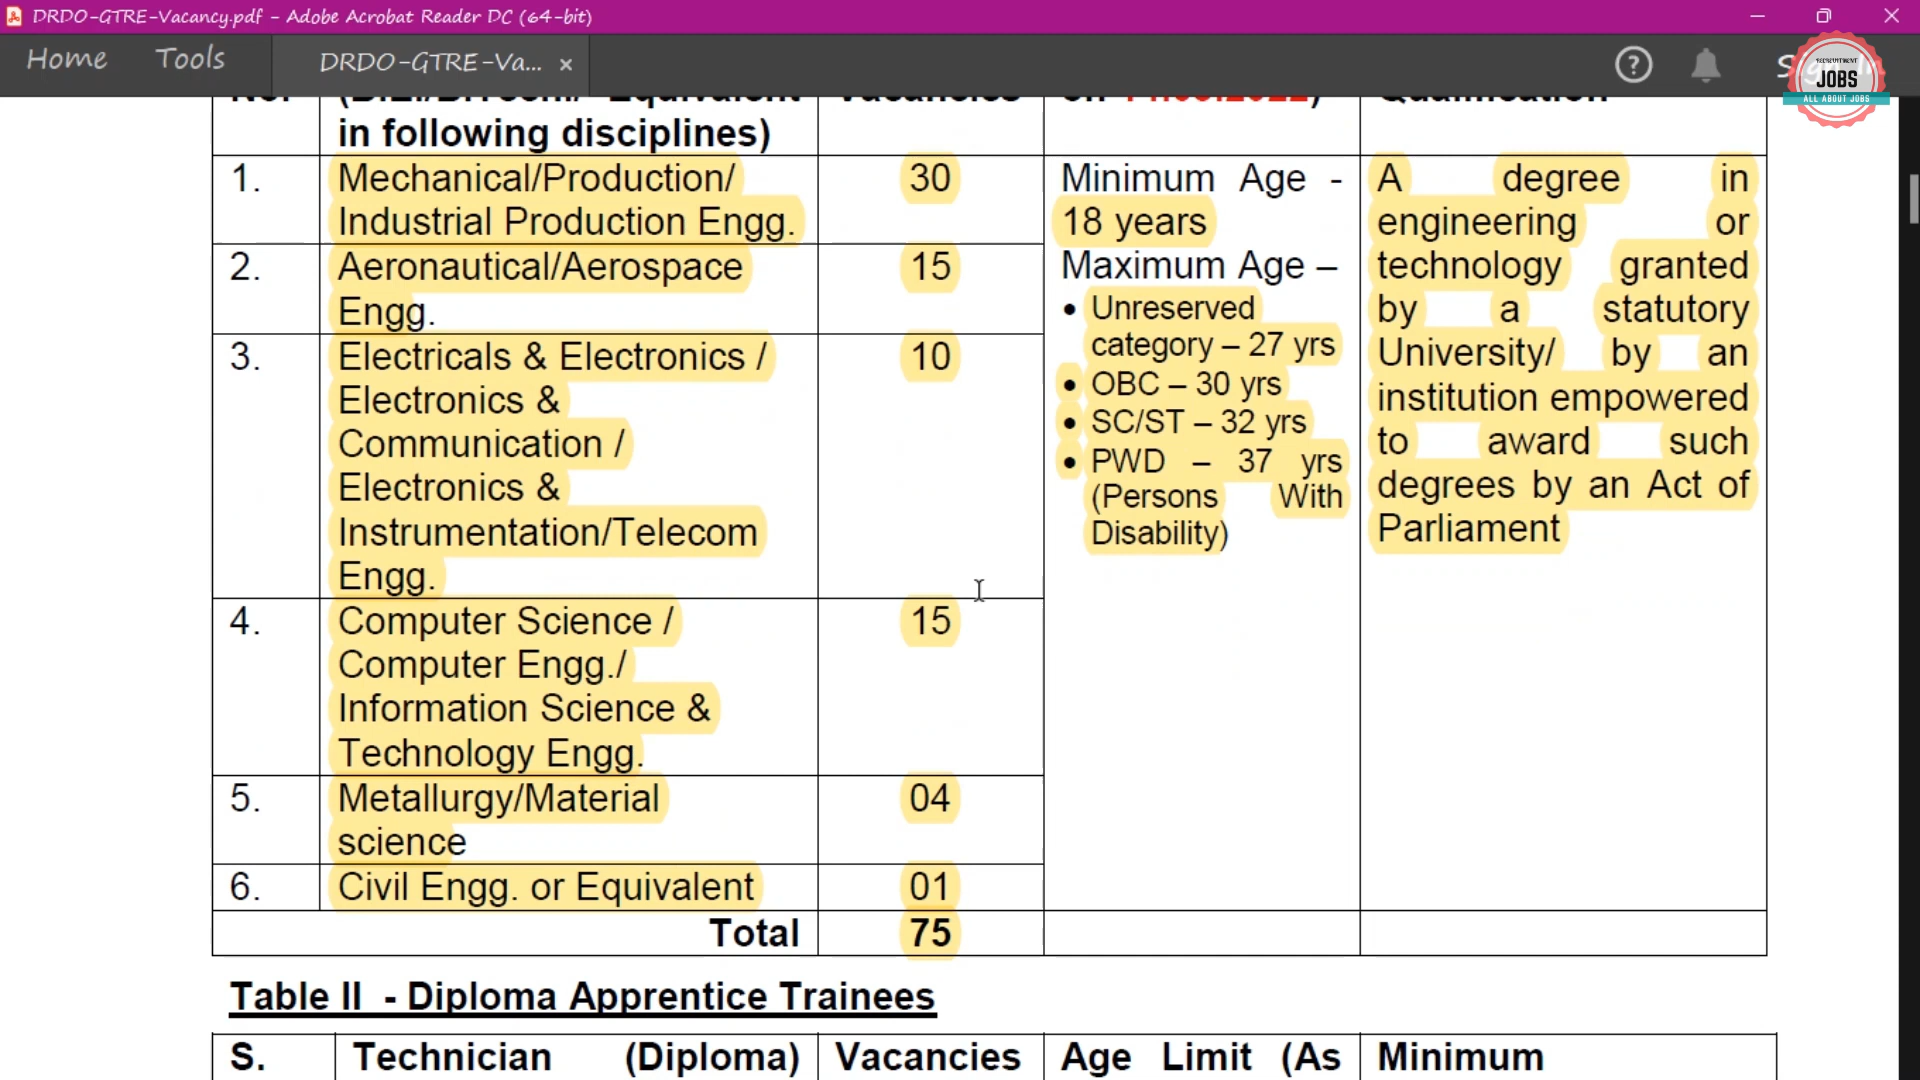 DRDO-GTRE-Vacancy.pdf - Adobe Acrobat Reader DC (64-bit)
Home Tools DRDO-GTRE-Va... ×
RECRUITMENT
JOBS
ALL ABOUT JOBS
No. (B.E./B.Tech./ Equivalent Vacancies Qualification
in following disciplines)
1. Mechanical/Production/ 30 Minimum Age - A degree in
Industrial Production Engg. 18 years engineering or
2. Aeronautical/Aerospace 15 Maximum Age – technology granted
Engg. • Unreserved by a statutory
3. Electricals & Electronics / 10 category – 27 yrs University/ by an
Electronics & • OBC – 30 yrs institution empowered
Communication / • SC/ST – 32 yrs to award such
Electronics & • PWD – 37 yrs degrees by an Act of
Instrumentation/Telecom (Persons With Parliament
Engg. Disability)
4. Computer Science / 15
Computer Engg./
Information Science &
Technology Engg.
5. Metallurgy/Material 04
science
6. Civil Engg. or Equivalent 01
Total 75
Table II - Diploma Apprentice Trainees
S. Technician (Diploma) Vacancies Age Limit (As Minimum